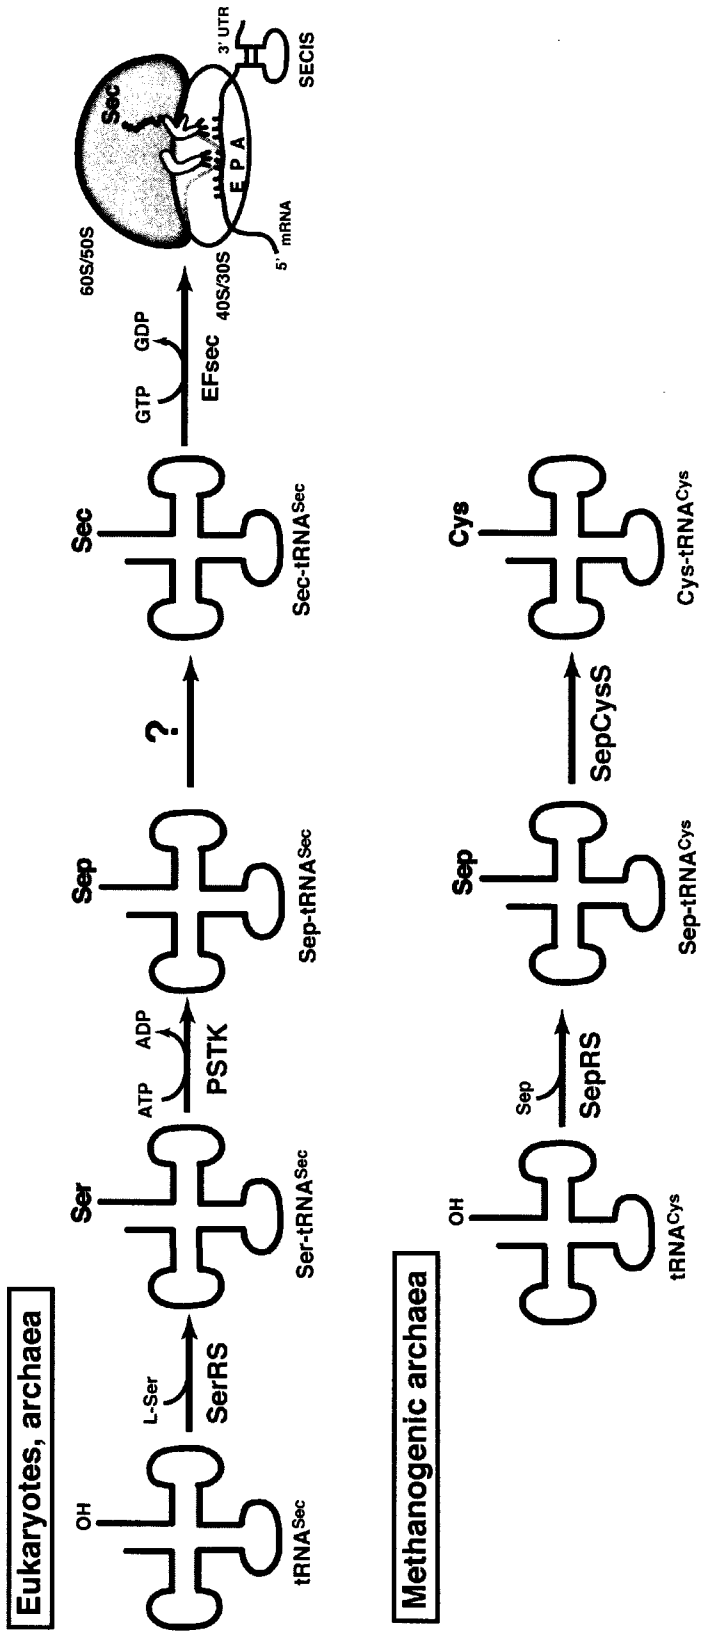 Eukaryotes, archaea
OH
tRNASec
L-Ser
SerRS
Ser
Ser-tRNASec
ATP
ADP
PSTK
Sep
Sep-tRNASec
?
Sec
Sec-tRNASec
GTP
GDP
EFsec
60S/50S
40S/30S
Sec
E P A
5'
mRNA
3' UTR
SECIS
Methanogenic archaea
OH
tRNACys
Sep
SepRS
Sep
Sep-tRNACys
SepCysS
Cys
Cys-tRNACys